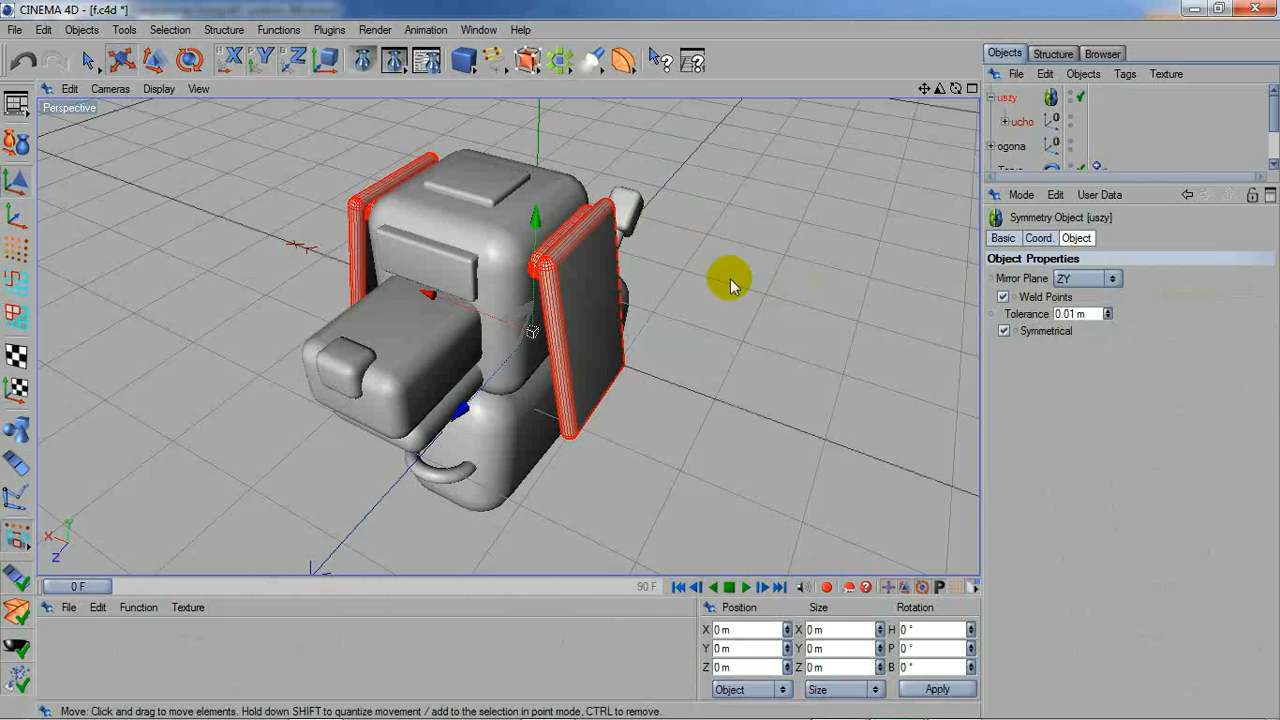 CINEMA 4D - [f.c4d *]
File Edit Objects Tools Selection Structure Functions Plugins Render Animation Window Help
Objects Structure Browser
Edit Cameras Display View
File Edit Objects Tags Texture
Perspective
uszy
ucho
ogona
Mode Edit User Data
Symmetry Object [uszy]
Basic Coord. Object
Object Properties
Mirror Plane ZY
Weld Points
Tolerance 0.01 m
Symmetrical
X Y Z
0 F 90 F
File Edit Function Texture
Position Size Rotation
X 0 m X 0 m H 0 °
Y 0 m Y 0 m P 0 °
Z 0 m Z 0 m B 0 °
Object Size Apply
Move: Click and drag to move elements. Hold down SHIFT to quantize movement / add to the selection in point mode, CTRL to remove.